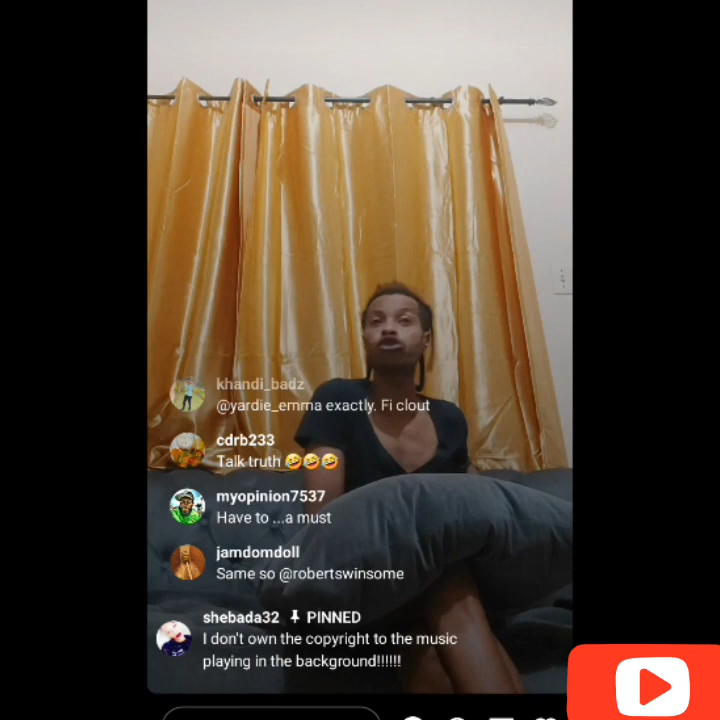 khandi_badz
@yardie_emma exactly. Fi clout
cdrb233
Talk truth 🤣🤣🤣
myopinion7537
Have to ...a must
jamdomdoll
Same so @robertswinsome
shebada32 PINNED
I don't own the copyright to the music
playing in the background!!!!!!